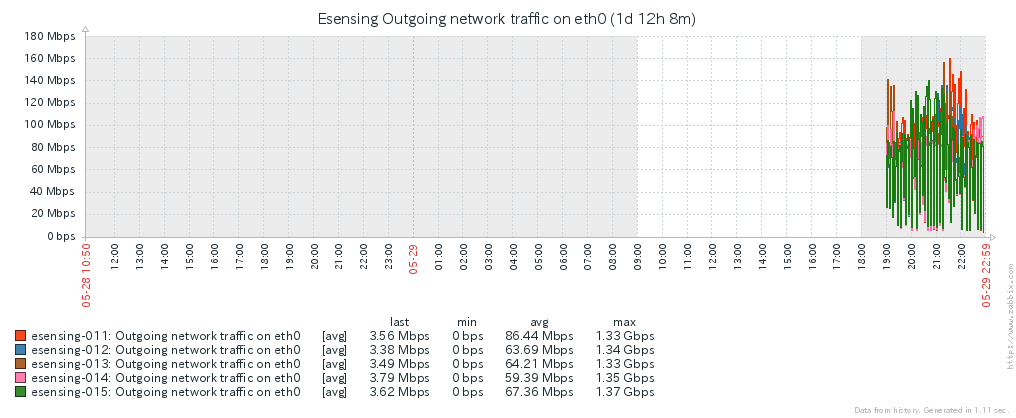 Esensing Outgoing network traffic on eth0 (1d 12h 8m)
180 Mbps
160 Mbps
140 Mbps
120 Mbps
100 Mbps
80 Mbps
60 Mbps
40 Mbps
20 Mbps
0 bps
05-28 10:50 12:00 13:00 14:00 15:00 16:00 17:00 18:00 19:00 20:00 21:00 22:00 23:00 05-29 01:00 02:00 03:00 04:00 05:00 06:00 07:00 08:00 09:00 10:00 11:00 12:00 13:00 14:00 15:00 16:00 17:00 18:00 19:00 20:00 21:00 22:00 05-29 22:59
last min avg max
esensing-011: Outgoing network traffic on eth0 [avg] 3.56 Mbps 0 bps 86.44 Mbps 1.33 Gbps
esensing-012: Outgoing network traffic on eth0 [avg] 3.38 Mbps 0 bps 63.69 Mbps 1.34 Gbps
esensing-013: Outgoing network traffic on eth0 [avg] 3.49 Mbps 0 bps 64.21 Mbps 1.33 Gbps
esensing-014: Outgoing network traffic on eth0 [avg] 3.79 Mbps 0 bps 59.39 Mbps 1.35 Gbps
esensing-015: Outgoing network traffic on eth0 [avg] 3.62 Mbps 0 bps 67.36 Mbps 1.37 Gbps
http://www.zabbix.com
Data from history. Generated in 1.11 sec.